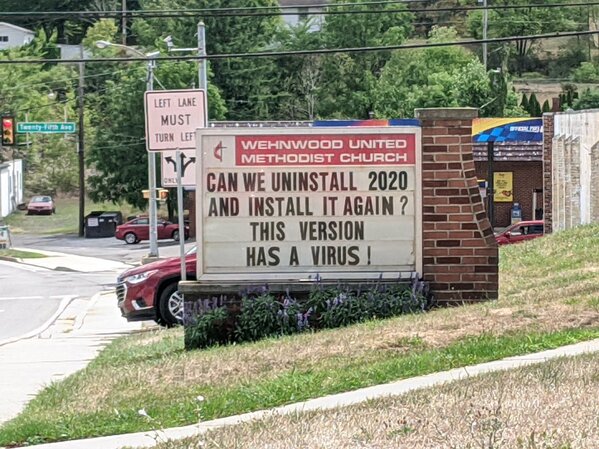 Twenty-Fifth Ave
LEFT LANE
MUST
TURN LEFT
ONLY
WEHNWOOD UNITED
METHODIST CHURCH
CAN WE UNINSTALL 2020
AND INSTALL IT AGAIN?
THIS VERSION
HAS A VIRUS!